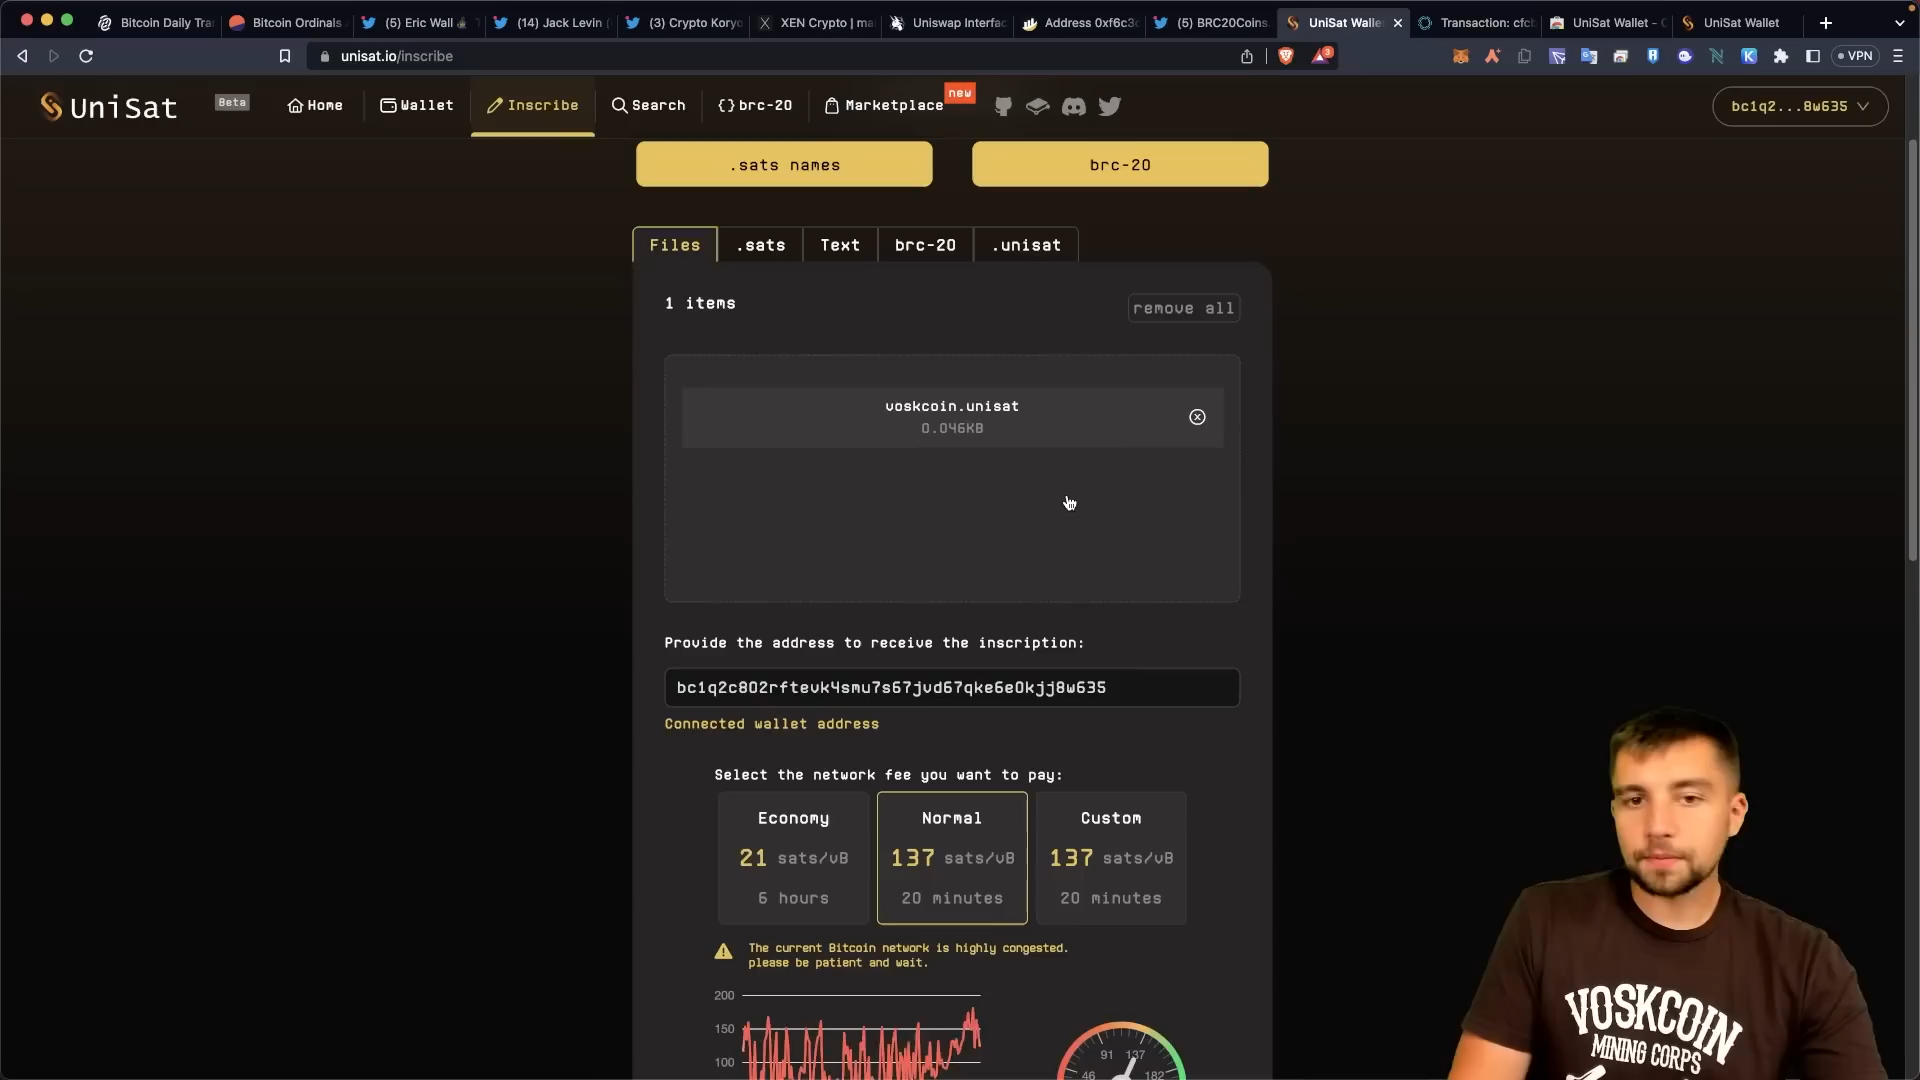 Bitcoin Daily Tra
Bitcoin Ordinals
(5) Eric Wall
(14) Jack Levin
(3) Crypto Koryo
XEN Crypto | ma
Uniswap Interfac
Address 0xf6c3c
(5) BRC20Coins.
UniSat Walle
Transaction: cfcb
UniSat Wallet - C
UniSat Wallet
unisat.io/inscribe
3
VPN
UniSat
Beta
Home
Wallet
Inscribe
Search
{} brc-20
Marketplace
new
bc1q2...8w635
.sats names
brc-20
Files
.sats
Text
brc-20
.unisat
1 items
remove all
voskcoin.unisat
0.046KB
Provide the address to receive the inscription:
bc1q2c802rftevk4smu7s67jvd67qke6e0kjj8w635
Connected wallet address
Select the network fee you want to pay:
Economy
21 sats/vB
6 hours
Normal
137 sats/vB
20 minutes
Custom
137 sats/vB
20 minutes
The current Bitcoin network is highly congested.
please be patient and wait.
200
150
100
91 137
46 182
VOSKCOIN
MINING CORPS